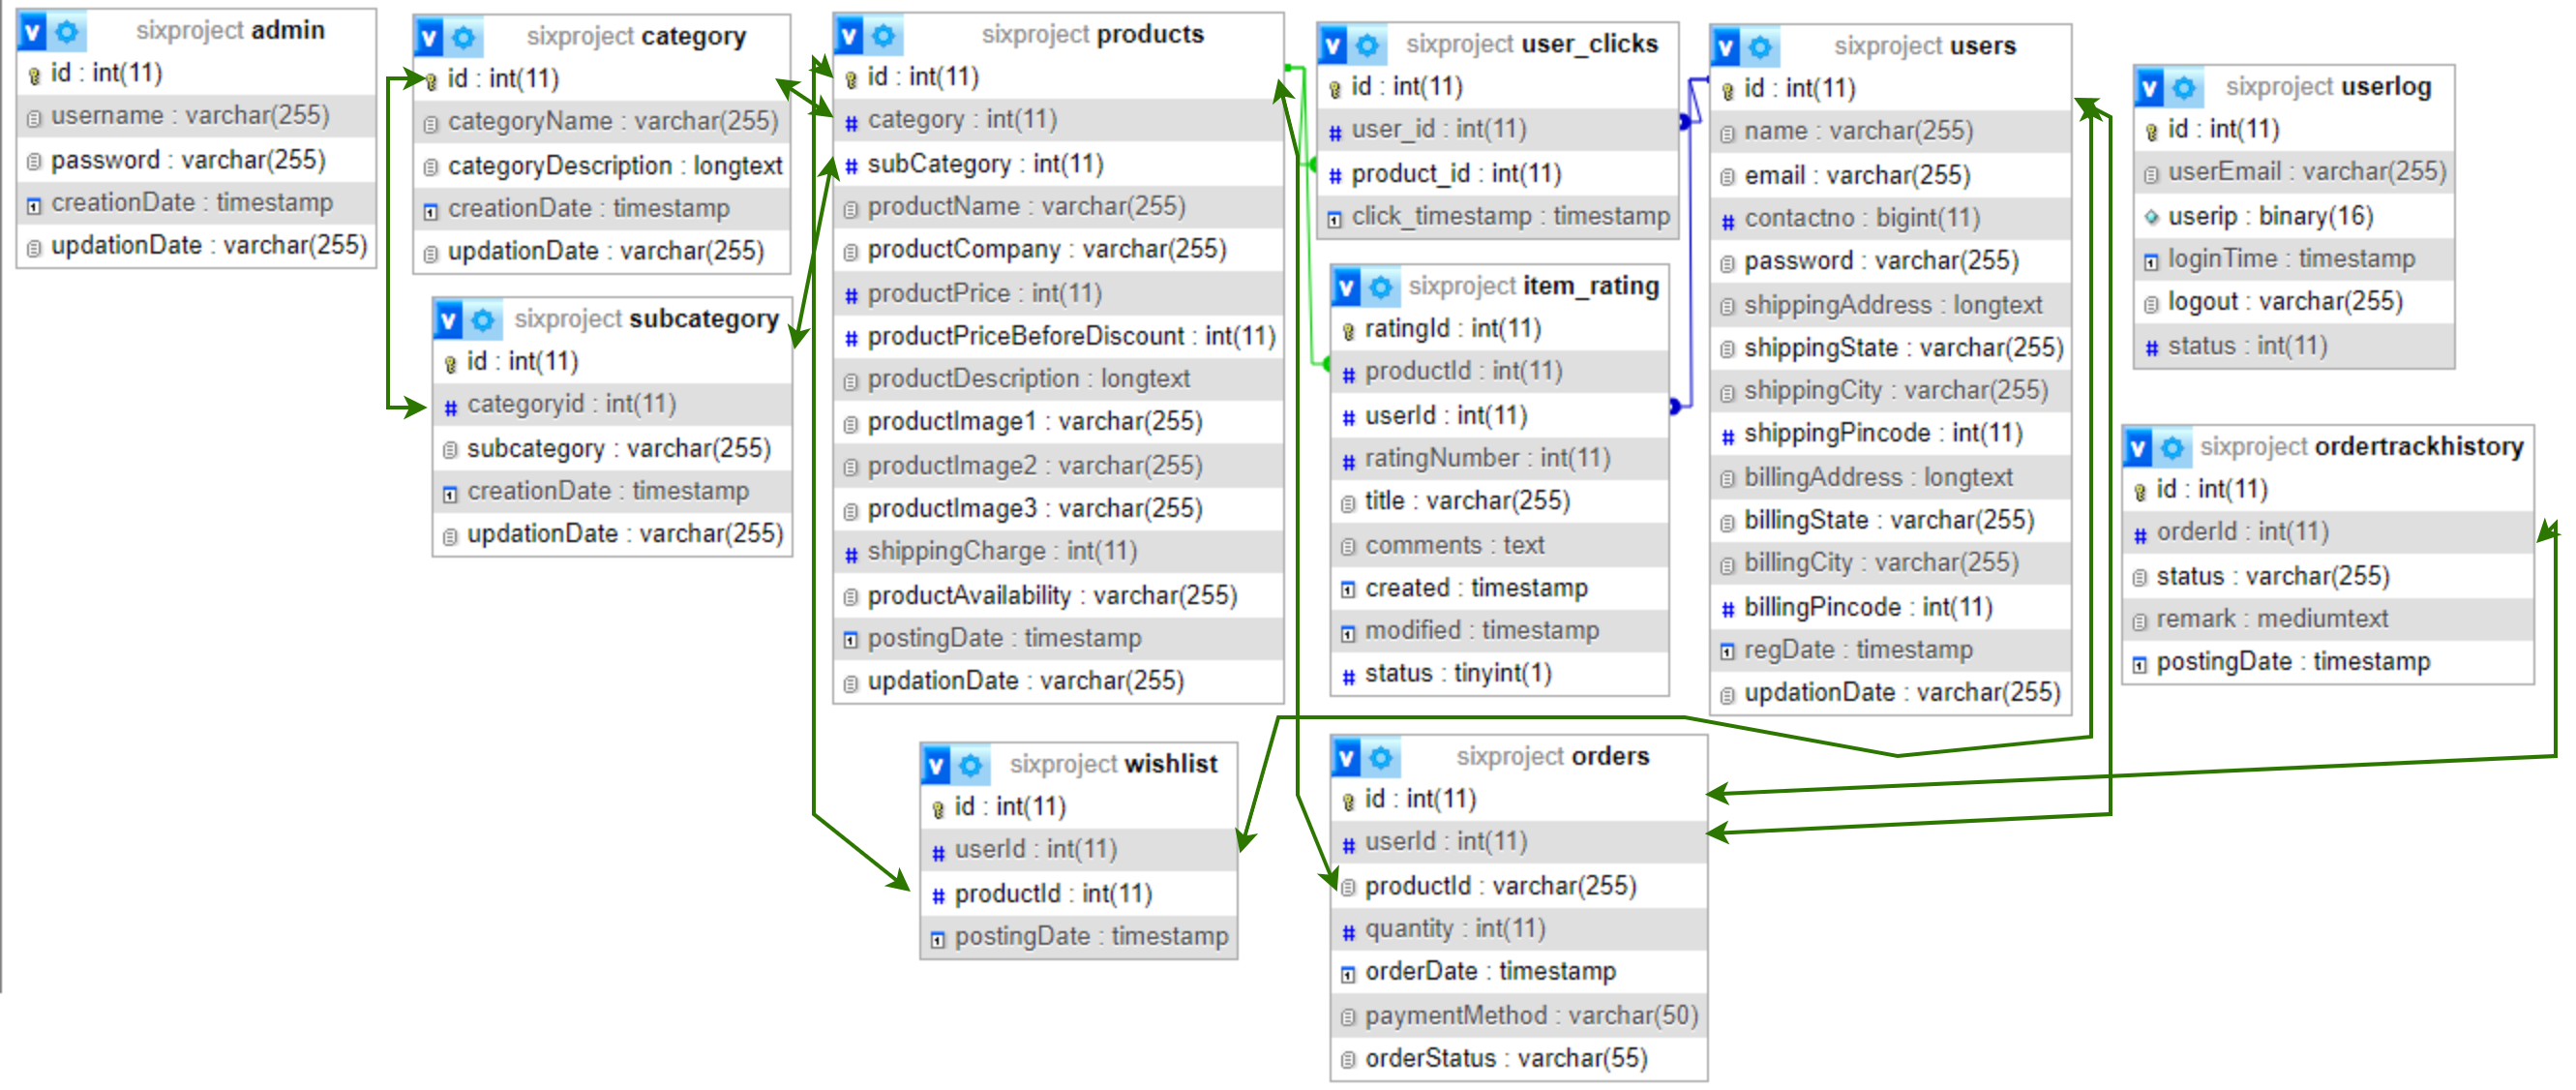 sixproject admin
id : int(11)
username : varchar(255)
password : varchar(255)
creationDate : timestamp
updationDate : varchar(255)
sixproject category
id : int(11)
categoryName : varchar(255)
categoryDescription : longtext
creationDate : timestamp
updationDate : varchar(255)
sixproject subcategory
id : int(11)
categoryid : int(11)
subcategory : varchar(255)
creationDate : timestamp
updationDate : varchar(255)
sixproject products
id : int(11)
category : int(11)
subCategory : int(11)
productName : varchar(255)
productCompany : varchar(255)
productPrice : int(11)
productPriceBeforeDiscount : int(11)
productDescription : longtext
productImage1 : varchar(255)
productImage2 : varchar(255)
productImage3 : varchar(255)
shippingCharge : int(11)
productAvailability : varchar(255)
postingDate : timestamp
updationDate : varchar(255)
sixproject user_clicks
id : int(11)
user_id : int(11)
product_id : int(11)
click_timestamp : timestamp
sixproject item_rating
ratingId : int(11)
productId : int(11)
userId : int(11)
ratingNumber : int(11)
title : varchar(255)
comments : text
created : timestamp
modified : timestamp
status : tinyint(1)
sixproject users
id : int(11)
name : varchar(255)
email : varchar(255)
contactno : bigint(11)
password : varchar(255)
shippingAddress : longtext
shippingState : varchar(255)
shippingCity : varchar(255)
shippingPincode : int(11)
billingAddress : longtext
billingState : varchar(255)
billingCity : varchar(255)
billingPincode : int(11)
regDate : timestamp
updationDate : varchar(255)
sixproject userlog
id : int(11)
userEmail : varchar(255)
userip : binary(16)
loginTime : timestamp
logout : varchar(255)
status : int(11)
sixproject ordertrackhistory
id : int(11)
orderId : int(11)
status : varchar(255)
remark : mediumtext
postingDate : timestamp
sixproject wishlist
id : int(11)
userId : int(11)
productId : int(11)
postingDate : timestamp
sixproject orders
id : int(11)
userId : int(11)
productId : varchar(255)
quantity : int(11)
orderDate : timestamp
paymentMethod : varchar(50)
orderStatus : varchar(55)